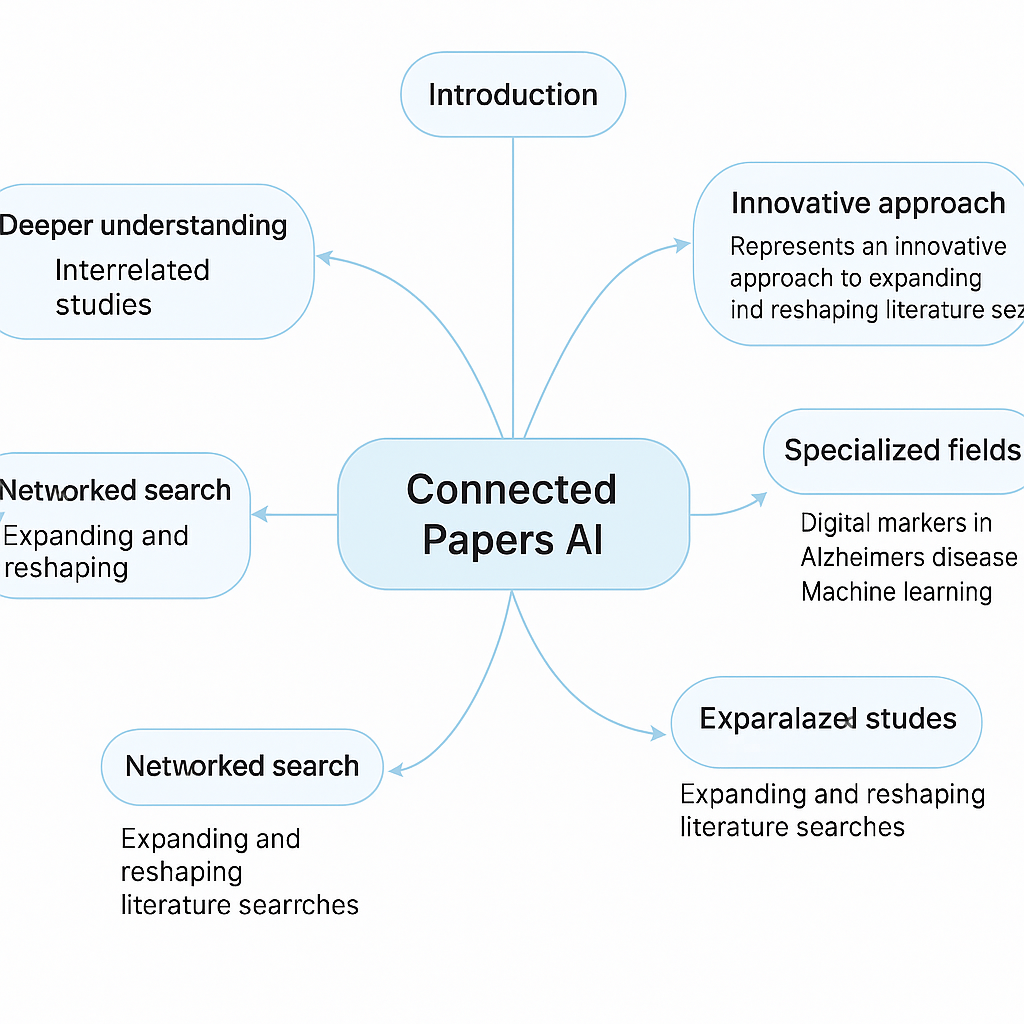 Introduction
Deeper understanding
Interrelated
studies
Innovative approach
Represents an innovative
approach to expanding
ind reshaping literature sez
Networked search
Expanding and
reshaping
Connected
Papers AI
Specialized fields
Digital markers in
Alzheimers disease
Machine learning
Networked search
Expanding and
reshaping
literature searrches
Exparalazed studes
Expanding and reshaping
literature searches